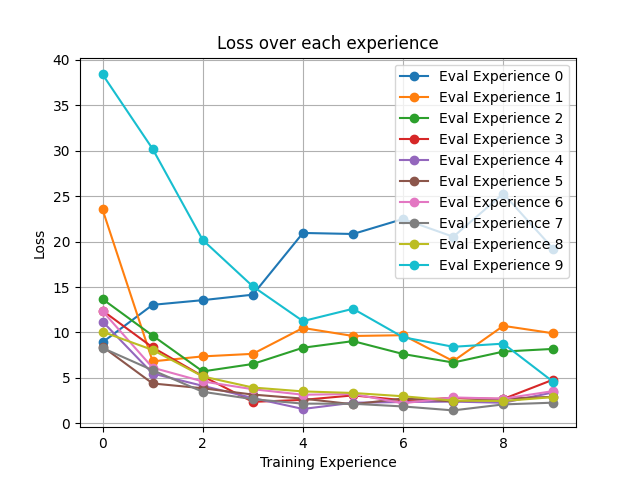 Loss over each experience
40
35
30
25
20
15
10
5
0
Loss
0
2
4
6
8
Training Experience
Eval Experience 0
Eval Experience 1
Eval Experience 2
Eval Experience 3
Eval Experience 4
Eval Experience 5
Eval Experience 6
Eval Experience 7
Eval Experience 8
Eval Experience 9